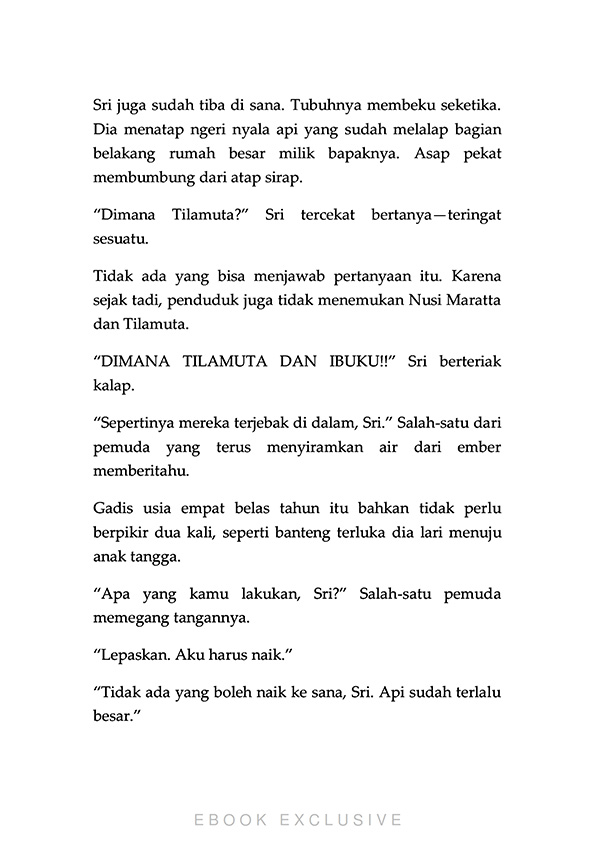 Sri juga sudah tiba di sana. Tubuhnya membeku seketika.
Dia menatap ngeri nyala api yang sudah melalap bagian
belakang rumah besar milik bapaknya. Asap pekat
membumbung dari atap sirap.
“Dimana Tilamuta?” Sri tercekat bertanya—teringat
sesuatu.
Tidak ada yang bisa menjawab pertanyaan itu. Karena
sejak tadi, penduduk juga tidak menemukan Nusi Maratta
dan Tilamuta.
“DIMANA TILAMUTA DAN IBUKU!!” Sri berteriak
kalap.
“Sepertinya mereka terjebak di dalam, Sri.” Salah-satu dari
pemuda yang terus menyiramkan air dari ember
memberitahu.
Gadis usia empat belas tahun itu bahkan tidak perlu
berpikir dua kali, seperti banteng terluka dia lari menuju
anak tangga.
“Apa yang kamu lakukan, Sri?” Salah-satu pemuda
memegang tangannya.
“Lepaskan. Aku harus naik.”
“Tidak ada yang boleh naik ke sana, Sri. Api sudah terlalu
besar.”
EBOOK EXCLUSIVE